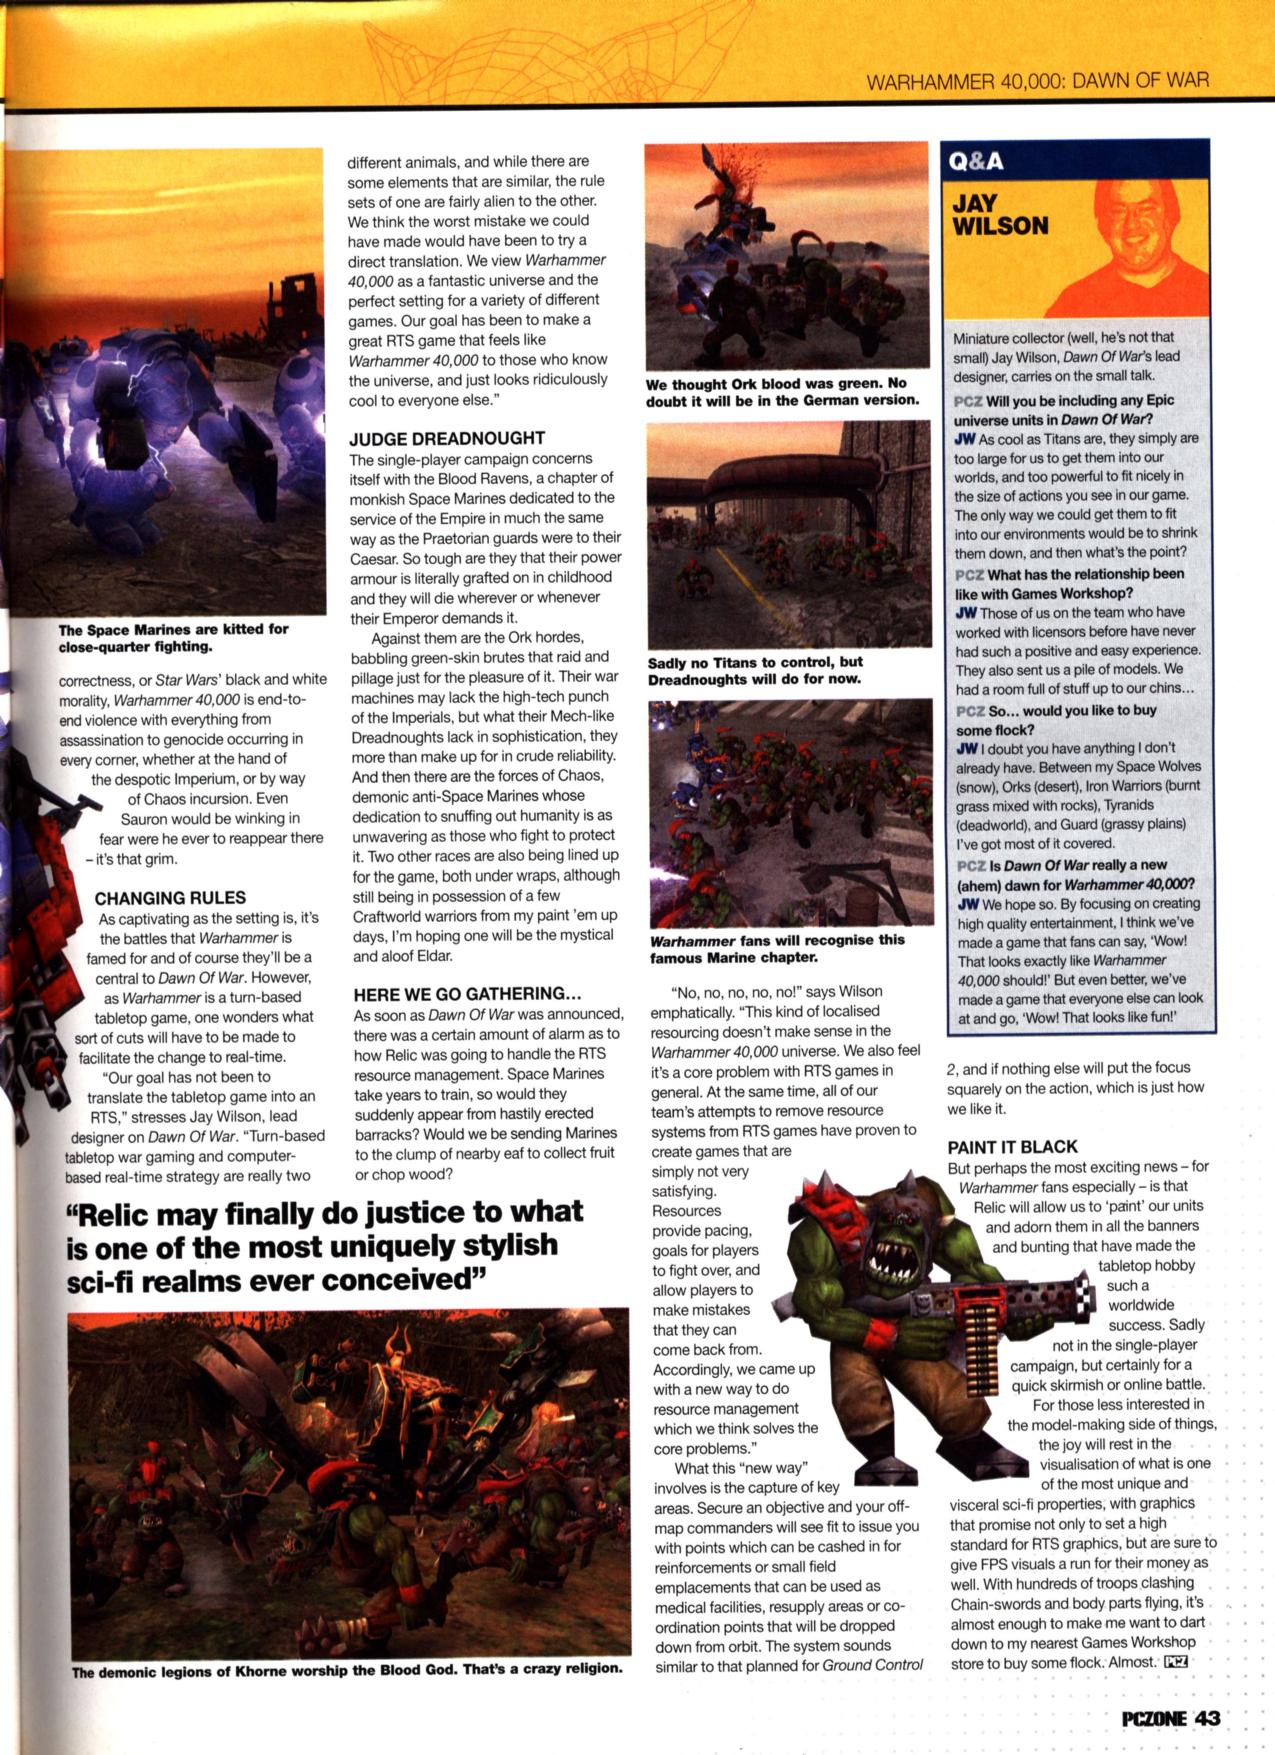 WARHAMMER 40,000: DAWN OF WAR
The Space Marines are kitted for
close-quarter fighting.
correctness, or Star Wars' black and white
morality, Warhammer 40,000 is end-to-
end violence with everything from
assassination to genocide occurring in
every corner, whether at the hand of
the despotic Imperium, or by way
of Chaos incursion. Even
Sauron would be winking in
fear were he ever to reappear there
– it's that grim.
CHANGING RULES
As captivating as the setting is, it's
the battles that Warhammer is
famed for and of course they'll be a
central to Dawn Of War. However,
as Warhammer is a turn-based
tabletop game, one wonders what
sort of cuts will have to be made to
facilitate the change to real-time.
"Our goal has not been to
translate the tabletop game into an
RTS," stresses Jay Wilson, lead
designer on Dawn Of War. "Turn-based
tabletop war gaming and computer-
based real-time strategy are really two
different animals, and while there are
some elements that are similar, the rule
sets of one are fairly alien to the other.
We think the worst mistake we could
have made would have been to try a
direct translation. We view Warhammer
40,000 as a fantastic universe and the
perfect setting for a variety of different
games. Our goal has been to make a
great RTS game that feels like
Warhammer 40,000 to those who know
the universe, and just looks ridiculously
cool to everyone else."
JUDGE DREADNOUGHT
The single-player campaign concerns
itself with the Blood Ravens, a chapter of
monkish Space Marines dedicated to the
service of the Empire in much the same
way as the Praetorian guards were to their
Caesar. So tough are they that their power
armour is literally grafted on in childhood
and they will die wherever or whenever
their Emperor demands it.
Against them are the Ork hordes,
babbling green-skin brutes that raid and
pillage just for the pleasure of it. Their war
machines may lack the high-tech punch
of the Imperials, but what their Mech-like
Dreadnoughts lack in sophistication, they
more than make up for in crude reliability.
And then there are the forces of Chaos,
demonic anti-Space Marines whose
dedication to snuffing out humanity is as
unwavering as those who fight to protect
it. Two other races are also being lined up
for the game, both under wraps, although
still being in possession of a few
Craftworld warriors from my paint 'em up
days, I'm hoping one will be the mystical
and aloof Eldar.
HERE WE GO GATHERING...
As soon as Dawn Of War was announced,
there was a certain amount of alarm as to
how Relic was going to handle the RTS
resource management. Space Marines
take years to train, so would they
suddenly appear from hastily erected
barracks? Would we be sending Marines
to the clump of nearby eaf to collect fruit
or chop wood?
"Relic may finally do justice to what
is one of the most uniquely stylish
sci-fi realms ever conceived"
The demonic legions of Khorne worship the Blood God. That's a crazy religion.
We thought Ork blood was green. No
doubt it will be in the German version.
Sadly no Titans to control, but
Dreadnoughts will do for now.
Warhammer fans will recognise this
famous Marine chapter.
"No, no, no, no, no!" says Wilson
emphatically. "This kind of localised
resourcing doesn't make sense in the
Warhammer 40,000 universe. We also feel
it's a core problem with RTS games in
general. At the same time, all of our
team's attempts to remove resource
systems from RTS games have proven to
create games that are
simply not very
satisfying.
Resources
provide pacing,
goals for players
to fight over, and
allow players to
make mistakes
that they can
come back from.
Accordingly, we came up
with a new way to do
resource management
which we think solves the
core problems."
What this "new way"
involves is the capture of key
areas. Secure an objective and your off-
map commanders will see fit to issue you
with points which can be cashed in for
reinforcements or small field
emplacements that can be used as
medical facilities, resupply areas or co-
ordination points that will be dropped
down from orbit. The system sounds
similar to that planned for Ground Control
Q&A
JAY
WILSON
Miniature collector (well, he's not that
small) Jay Wilson, Dawn Of War's lead
designer, carries on the small talk.
PCZ Will you be including any Epic
universe units in Dawn Of War?
JW As cool as Titans are, they simply are
too large for us to get them into our
worlds, and too powerful to fit nicely in
the size of actions you see in our game.
The only way we could get them to fit
into our environments would be to shrink
them down, and then what's the point?
PCZ What has the relationship been
like with Games Workshop?
JW Those of us on the team who have
worked with licensors before have never
had such a positive and easy experience.
They also sent us a pile of models. We
had a room full of stuff up to our chins...
PCZ So... would you like to buy
some flock?
JW I doubt you have anything I don't
already have. Between my Space Wolves
(snow), Orks (desert), Iron Warriors (burnt
grass mixed with rocks), Tyranids
(deadworld), and Guard (grassy plains)
I've got most of it covered.
PCZ Is Dawn Of War really a new
(ahem) dawn for Warhammer 40,000?
JW We hope so. By focusing on creating
high quality entertainment, I think we've
made a game that fans can say, 'Wow!
That looks exactly like Warhammer
40,000 should!' But even better, we've
made a game that everyone else can look
at and go, 'Wow! That looks like fun!'
2, and if nothing else will put the focus
squarely on the action, which is just how
we like it.
PAINT IT BLACK
But perhaps the most exciting news – for
Warhammer fans especially – is that
Relic will allow us to 'paint' our units
and adorn them in all the banners
and bunting that have made the
tabletop hobby
such a
worldwide
success. Sadly
not in the single-player
campaign, but certainly for a
quick skirmish or online battle.
For those less interested in
the model-making side of things,
the joy will rest in the
visualisation of what is one
of the most unique and
visceral sci-fi properties, with graphics
that promise not only to set a high
standard for RTS graphics, but are sure to
give FPS visuals a run for their money as
well. With hundreds of troops clashing
Chain-swords and body parts flying, it's
almost enough to make me want to dart
down to my nearest Games Workshop
store to buy some flock. Almost. PCZ
PCZONE 43